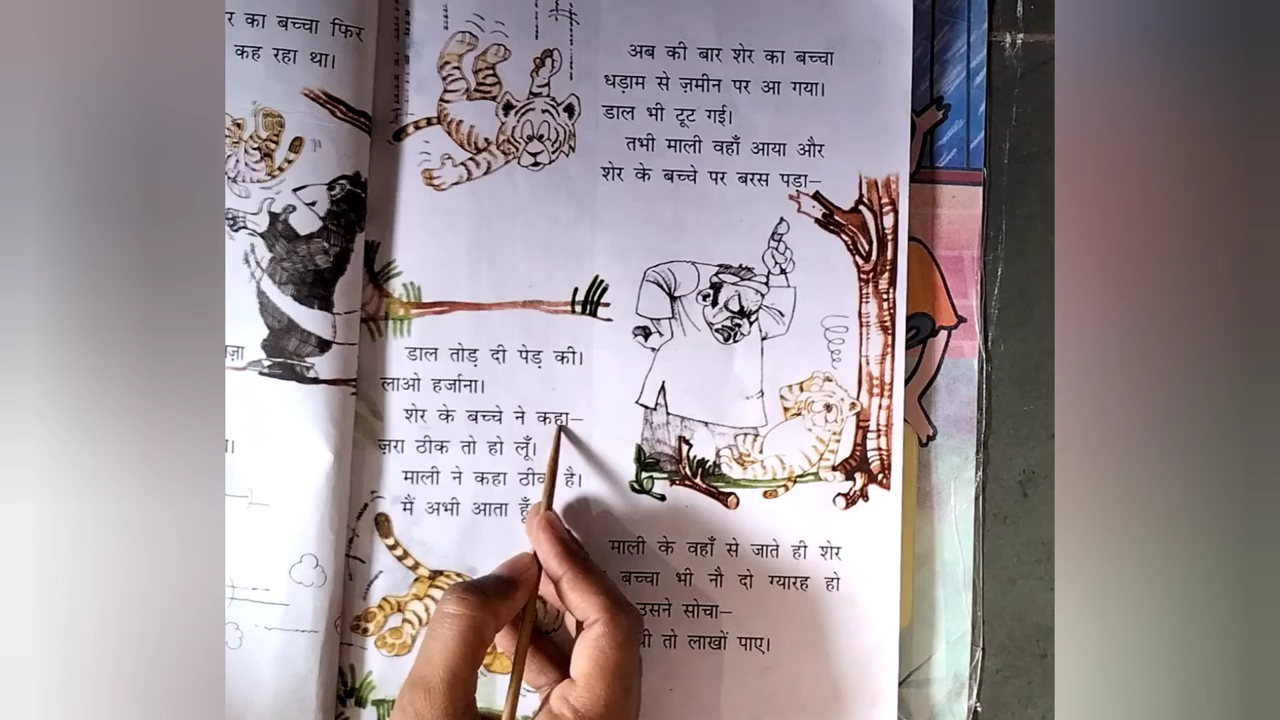 र का बच्चा फिर
कह रहा था।
अब की बार शेर का बच्चा
धड़ाम से ज़मीन पर आ गया।
डाल भी टूट गई।
तभी माली वहाँ आया और
शेर के बच्चे पर बरस पड़ा–
डाल तोड़ दी पेड़ की।
लाओ हर्जाना।
शेर के बच्चे ने कहा–
ज़रा ठीक तो हो लूँ।
माली ने कहा है।
मैं अभी आता हूँ
माली के वहाँ से जाते ही शेर
बच्चा भी नौ दो ग्यारह हो
उसने सोचा–
तो लाखों पाए।